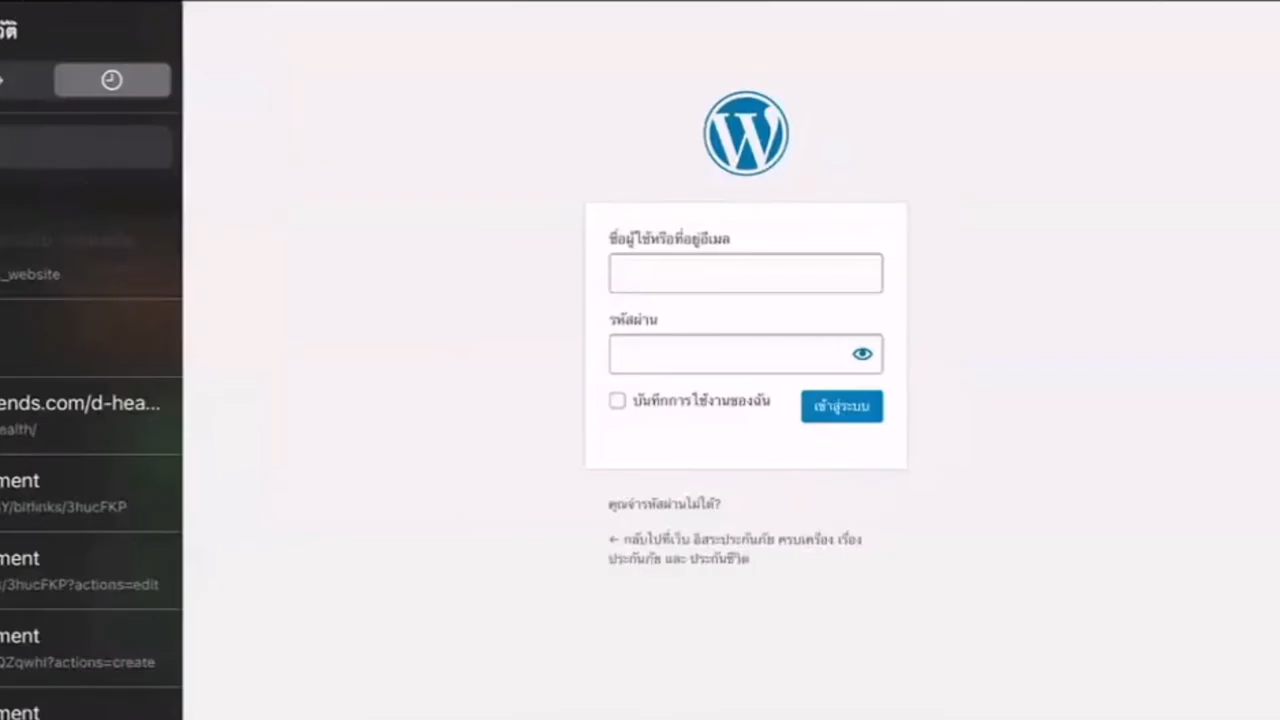 วัติ
_website
ends.com/d-hea...
ealth/
ment
Y/bitlinks/3hucFKP
ment
/3hucFKP?actions=edit
ment
QZqwhI?actions=create
ment
ชื่อผู้ใช้หรือที่อยู่อีเมล
รหัสผ่าน
บันทึกการใช้งานของฉัน
เข้าสู่ระบบ
คุณจำรหัสผ่านไม่ได้?
← กลับไปที่เว็บ อิสระประกันภัย ครบเครื่อง เรื่อง
ประกันภัย และ ประกันชีวิต